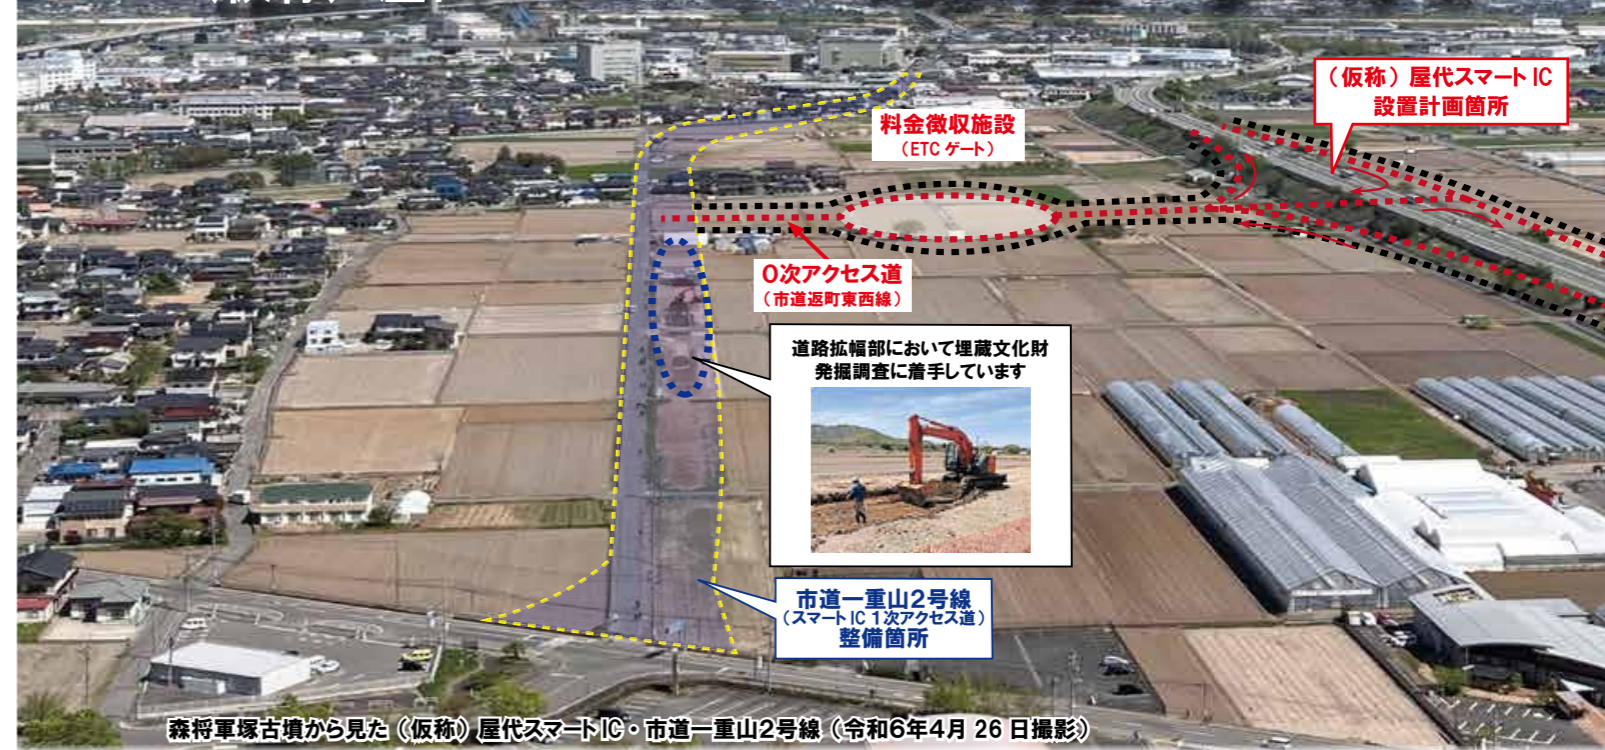 （仮称）屋代スマートIC
設置計画箇所
料金徴収施設
（ETC ゲート）
0次アクセス道
（市道返町東西線）
道路拡幅部において埋蔵文化財
発掘調査に着手しています
市道一重山2号線
（スマートIC 1次アクセス道）
整備箇所
森将軍塚古墳から見た（仮称）屋代スマートIC・市道一重山2号線（令和6年4月 26 日撮影）